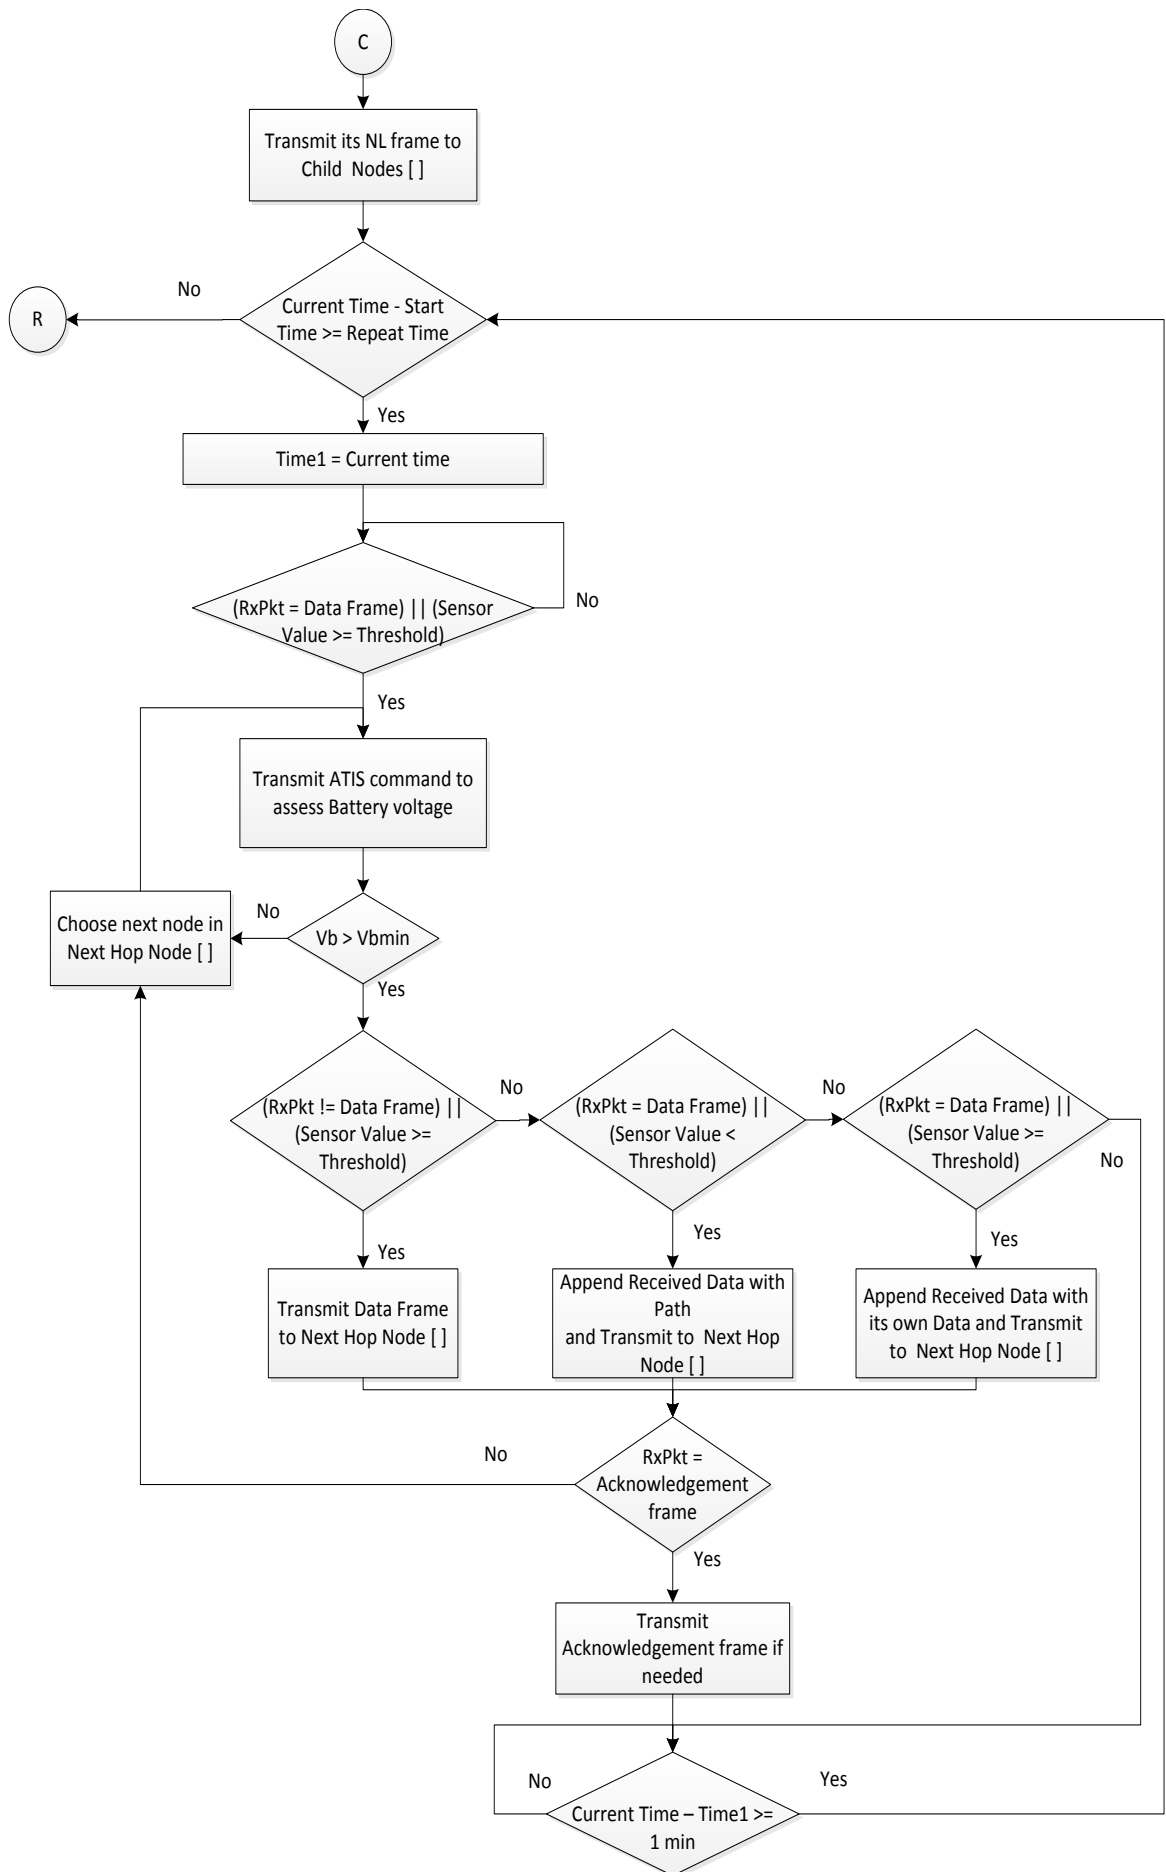 C
Transmit its NL frame to
Child Nodes [ ]
No
R
Current Time - Start
Time >= Repeat Time
Yes
Time1 = Current time
(RxPkt = Data Frame) || (Sensor
Value >= Threshold)
No
Yes
Transmit ATIS command to
assess Battery voltage
Choose next node in
Next Hop Node [ ]
No
Vb > Vbmin
Yes
(RxPkt != Data Frame) ||
(Sensor Value >=
Threshold)
No
(RxPkt = Data Frame) ||
(Sensor Value <
Threshold)
No
(RxPkt = Data Frame) ||
(Sensor Value >=
Threshold)
No
Yes
Yes
Yes
Transmit Data Frame
to Next Hop Node [ ]
Append Received Data with
Path
and Transmit to Next Hop
Node [ ]
Append Received Data with
its own Data and Transmit
to Next Hop Node [ ]
No
RxPkt =
Acknowledgement
frame
Yes
Transmit
Acknowledgement frame if
needed
No
Yes
Current Time – Time1 >=
1 min